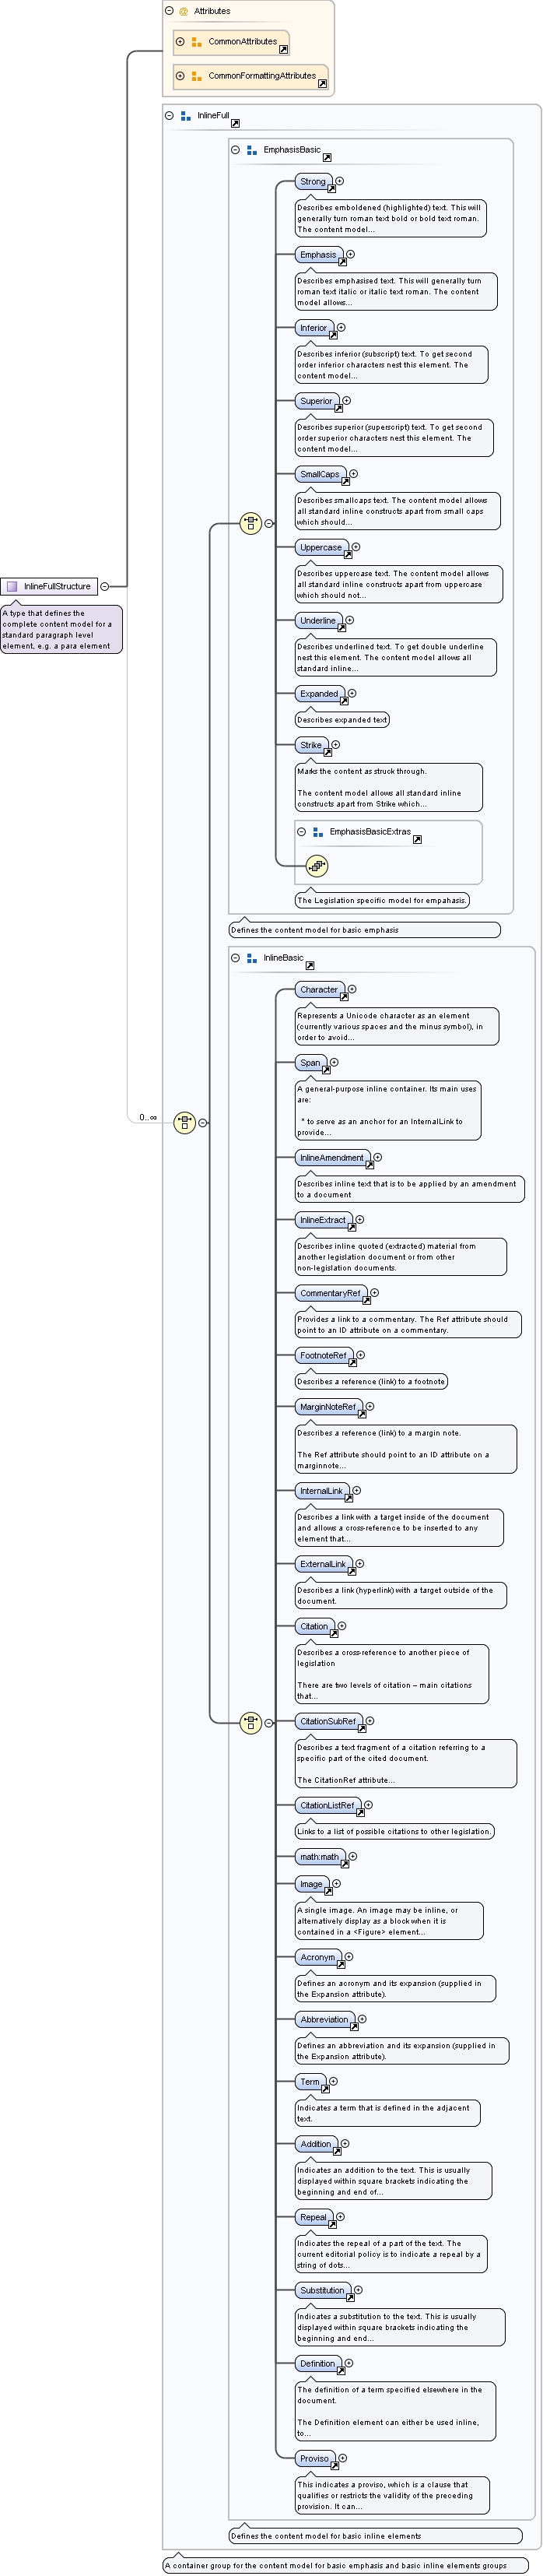 Attributes
CommonAttributes
CommonFormattingAttributes
InlineFull
EmphasisBasic
Strong
Describes emboldened (highlighted) text. This will
generally turn roman text bold or bold text roman.
The content model...
Emphasis
Describes emphasised text. This will generally turn
roman text italic or italic text roman. The content
model allows...
Inferior
Describes inferior (subscript) text. To get second
order inferior characters nest this element. The
content model...
Superior
Describes superior (superscript) text. To get second
order superior characters nest this element. The
content model...
SmallCaps
Describes smallcaps text. The content model allows
all standard inline constructs apart from small caps
which should...
Uppercase
Describes uppercase text. The content model allows
all standard inline constructs apart from uppercase
which should not...
InlineFullStructure
A type that defines the
complete content model for a
standard paragraph level
element, e.g. a para element
Underline
Describes underlined text. To get double underline
nest this element. The content model allows all
standard inline...
Expanded
Describes expanded text
Strike
Marks the content as struck through.
The content model allows all standard inline
constructs apart from Strike which...
EmphasisBasicExtras
The Legislation specific model for empahasis.
Defines the content model for basic emphasis
InlineBasic
Character
Represents a Unicode character as an element
(currently various spaces and the minus symbol), in
order to avoid...
Span
A general-purpose inline container. Its main uses
are:
* to serve as an anchor for an InternalLink to
provide...
0..∞
InlineAmendment
Describes inline text that is to be applied by an amendment
to a document
InlineExtract
Describes inline quoted (extracted) material from
another legislation document or from other
non-legislation documents.
CommentaryRef
Provides a link to a commentary. The Ref attribute should
point to an ID attribute on a commentary.
FootnoteRef
Describes a reference (link) to a footnote
MarginNoteRef
Describes a reference (link) to a margin note.
The Ref attribute should point to an ID attribute on a
marginnote...
InternalLink
Describes a link with a target inside of the document
and allows a cross-reference to be inserted to any
element that...
ExternalLink
Describes a link (hyperlink) with a target outside of the
document.
Citation
Describes a cross-reference to another piece of
legislation
There are two levels of citation – main citations
that...
CitationSubRef
Describes a text fragment of a citation referring to a
specific part of the cited document.
The CitationRef attribute...
CitationListRef
Links to a list of possible citations to other legislation.
math:math
Image
A single image. An image may be inline, or
alternatively display as a block when it is
contained in a <Figure> element...
Acronym
Defines an acronym and its expansion (supplied in
the Expansion attribute).
Abbreviation
Defines an abbreviation and its expansion (supplied in
the Expansion attribute).
Term
Indicates a term that is defined in the adjacent
text.
Addition
Indicates an addition to the text. This is usually
displayed within square brackets indicating the
beginning and end of...
Repeal
Indicates the repeal of a part of the text. The
current editorial policy is to indicate a repeal by a
string of dots...
Substitution
Indicates a substitution to the text. This is usually
displayed within square brackets indicating the
beginning and end...
Definition
The definition of a term specified elsewhere in the
document.
The Definition element can either be used inline,
to...
Proviso
This indicates a proviso, which is a clause that
qualifies or restricts the validity of the preceding
provision. It can...
Defines the content model for basic inline elements
A container group for the content model for basic emphasis and basic inline elements groups